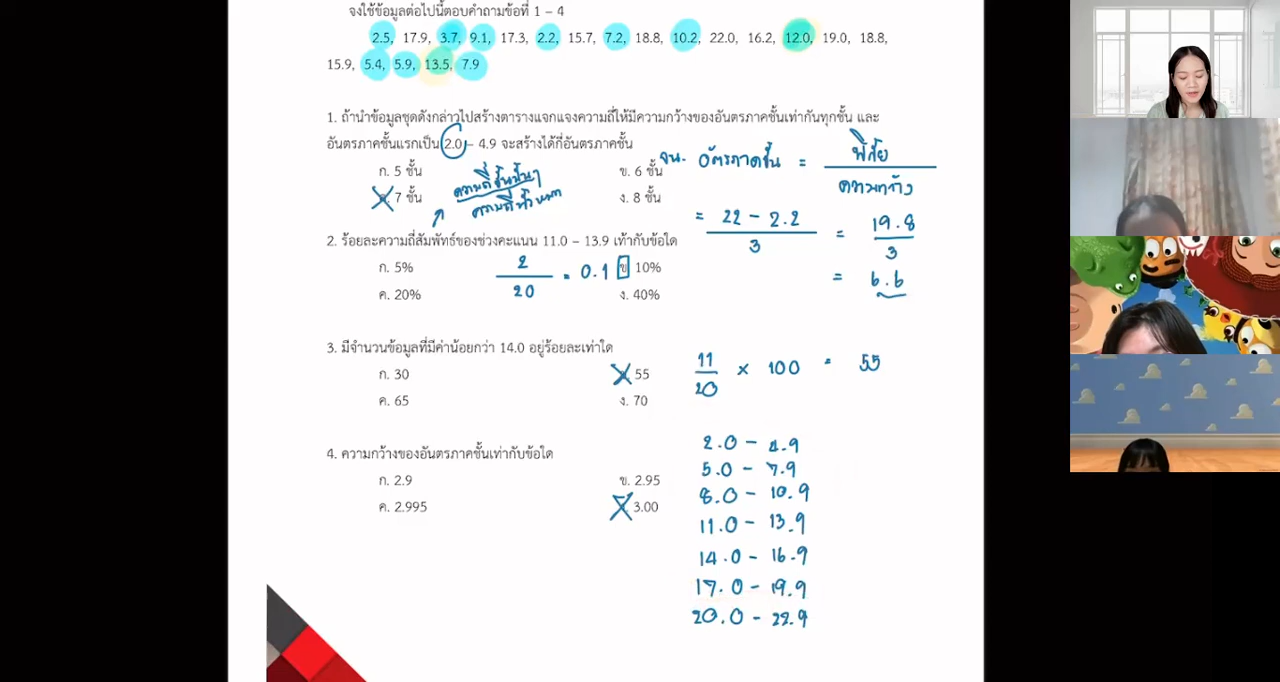 จงใช้ข้อมูลต่อไปนี้ตอบคำถามข้อที่ 1 – 4
2.5, 17.9, 3.7, 9.1, 17.3, 2.2, 15.7, 7.2, 18.8, 10.2, 22.0, 16.2, 12.0, 19.0, 18.8,
15.9, 5.4, 5.9, 13.5, 7.9
1. ถ้านำข้อมูลชุดดังกล่าวไปสร้างตารางแจกแจงความถี่ให้มีความกว้างของอันตรภาคชั้นเท่ากันทุกชั้น และ
อันตรภาคชั้นแรกเป็น 2.0 – 4.9 จะสร้างได้กี่อันตรภาคชั้น
ก. 5 ชั้น
ข. 6 ชั้น
7 ชั้น
ง. 8 ชั้น
จน. อัตรภาคชั้น = พิสัย
ความกว้าง
= 22 – 2.2 = 19.8
3 3
= 6.6
ความถี่ชั้นนั้นๆ
ความถี่ทั้งหมด
2. ร้อยละความถี่สัมพัทธ์ของช่วงคะแนน 11.0 – 13.9 เท่ากับข้อใด
ก. 5%
ข 10%
ค. 20%
ง. 40%
2
20
= 0.1
3. มีจำนวนข้อมูลที่มีค่าน้อยกว่า 14.0 อยู่ร้อยละเท่าใด
ก. 30
55
ค. 65
ง. 70
11
20
× 100 = 55
4. ความกว้างของอันตรภาคชั้นเท่ากับข้อใด
ก. 2.9
ข. 2.95
ค. 2.995
3.00
2.0 – 4.9
5.0 – 7.9
8.0 – 10.9
11.0 – 13.9
14.0 – 16.9
17.0 – 19.9
20.0 – 22.9